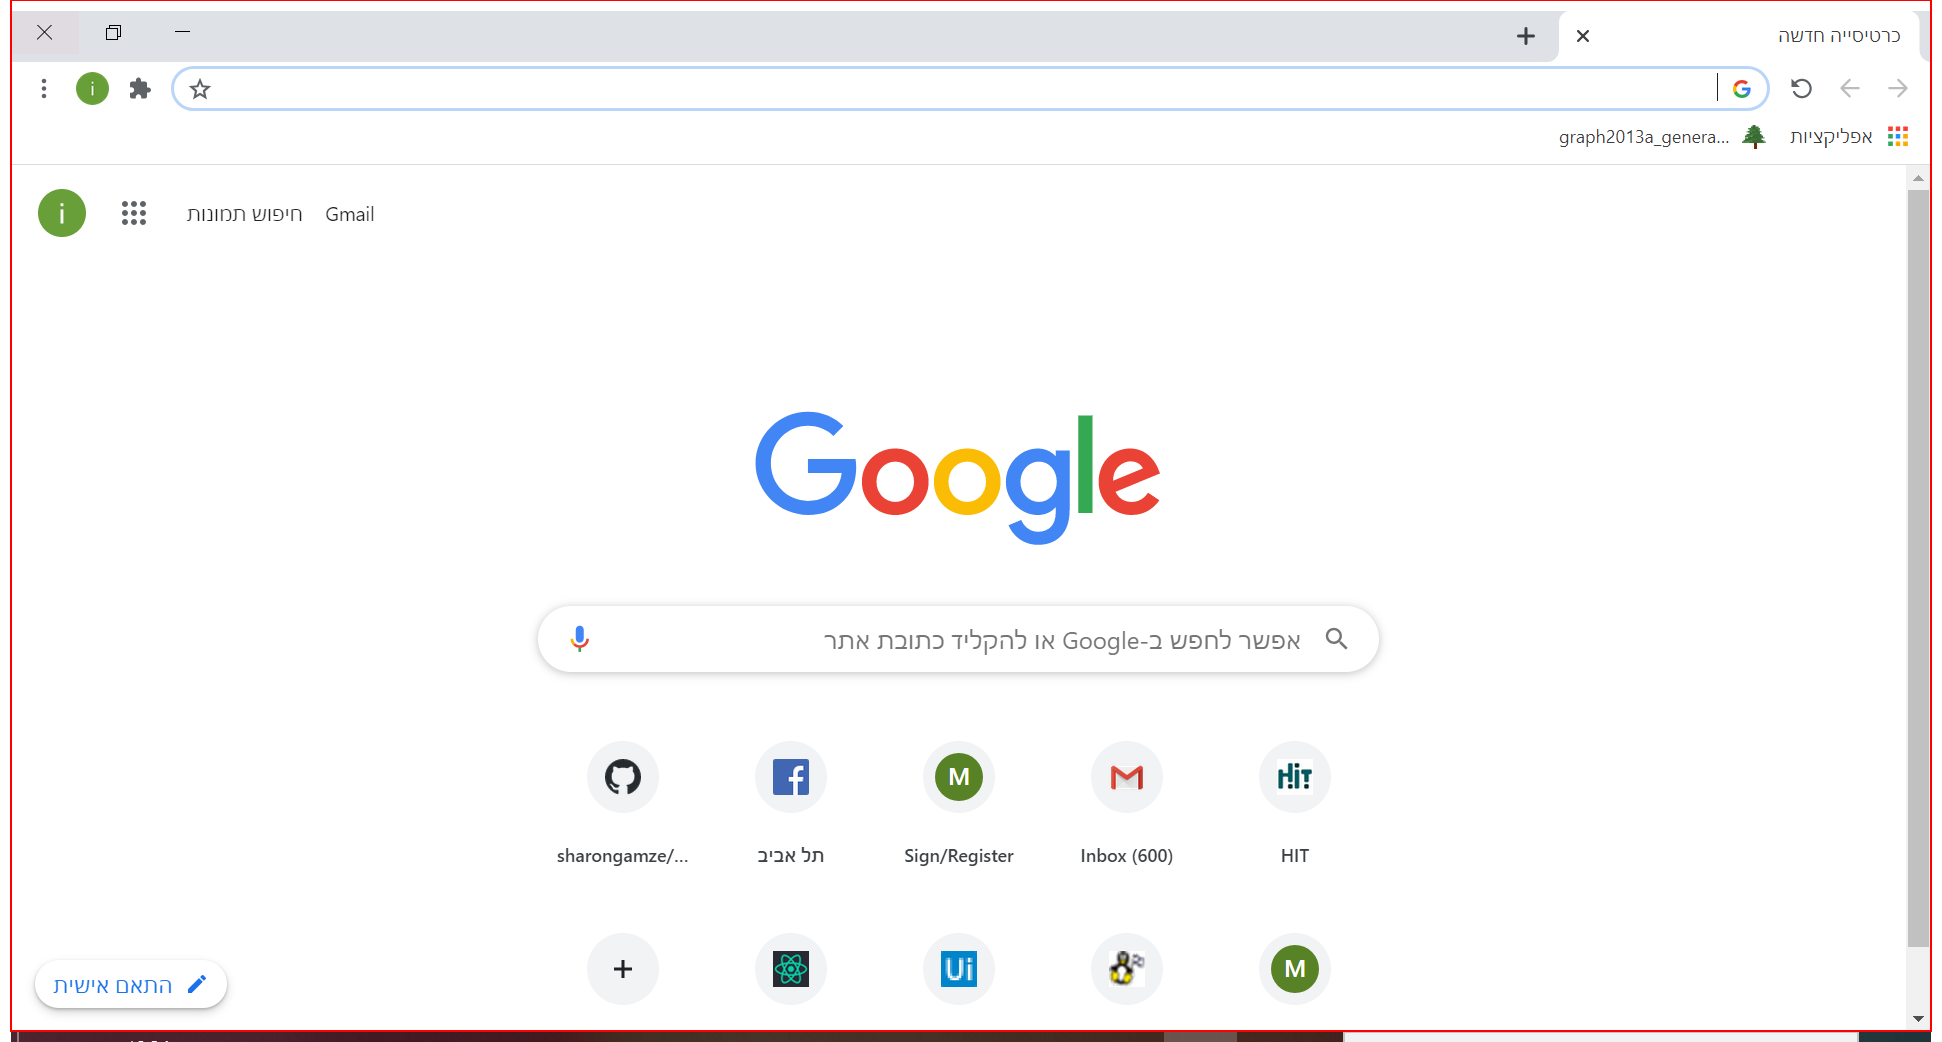 כרטיסייה חדשה
i
אפליקציות
graph2013a_genera...
Gmail
חיפוש תמונות
i
Google
אפשר לחפש ב-Google או להקליד כתובת אתר
HIT
M
HIT
Inbox (600)
Sign/Register
תל אביב
sharongamze/...
M
Ui
התאם אישית